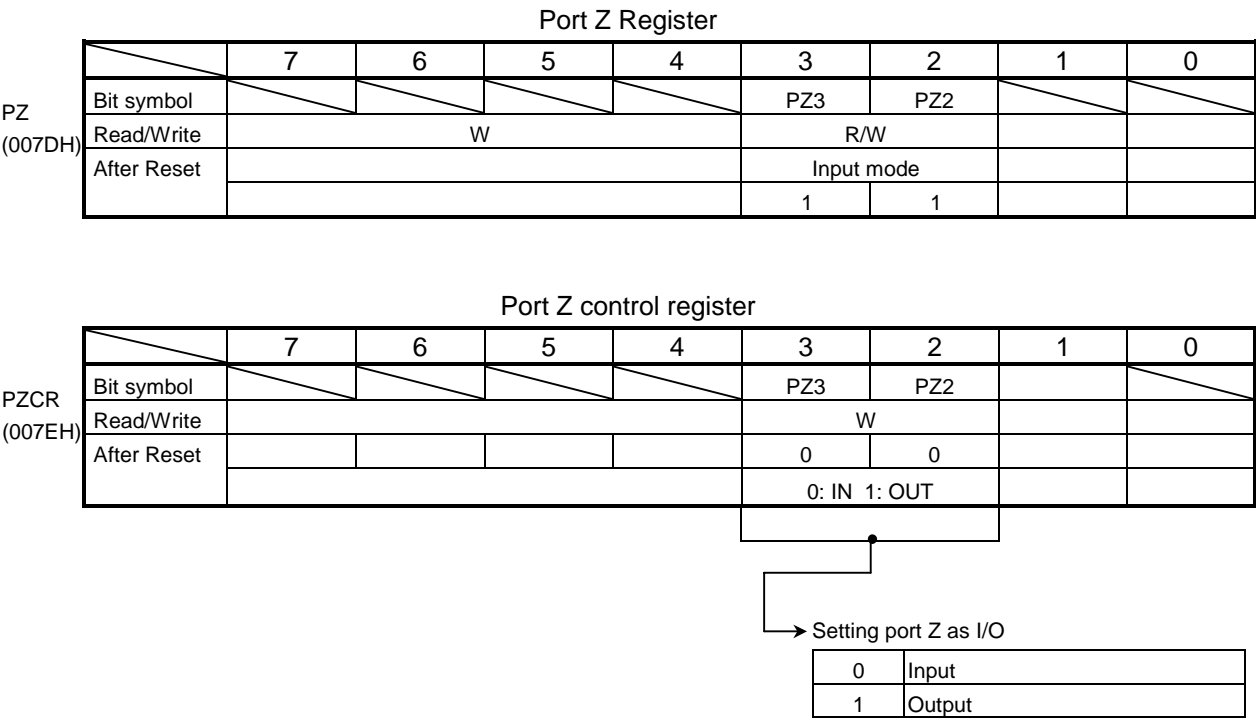 Port Z Register
7 6 5 4 3 2 1 0
PZ
(007DH)
Bit symbol PZ3 PZ2
Read/Write W R/W
After Reset Input mode
1 1
Port Z control register
7 6 5 4 3 2 1 0
PZCR
(007EH)
Bit symbol PZ3 PZ2
Read/Write W
After Reset 0 0
0: IN 1: OUT
Setting port Z as I/O
0 Input
1 Output